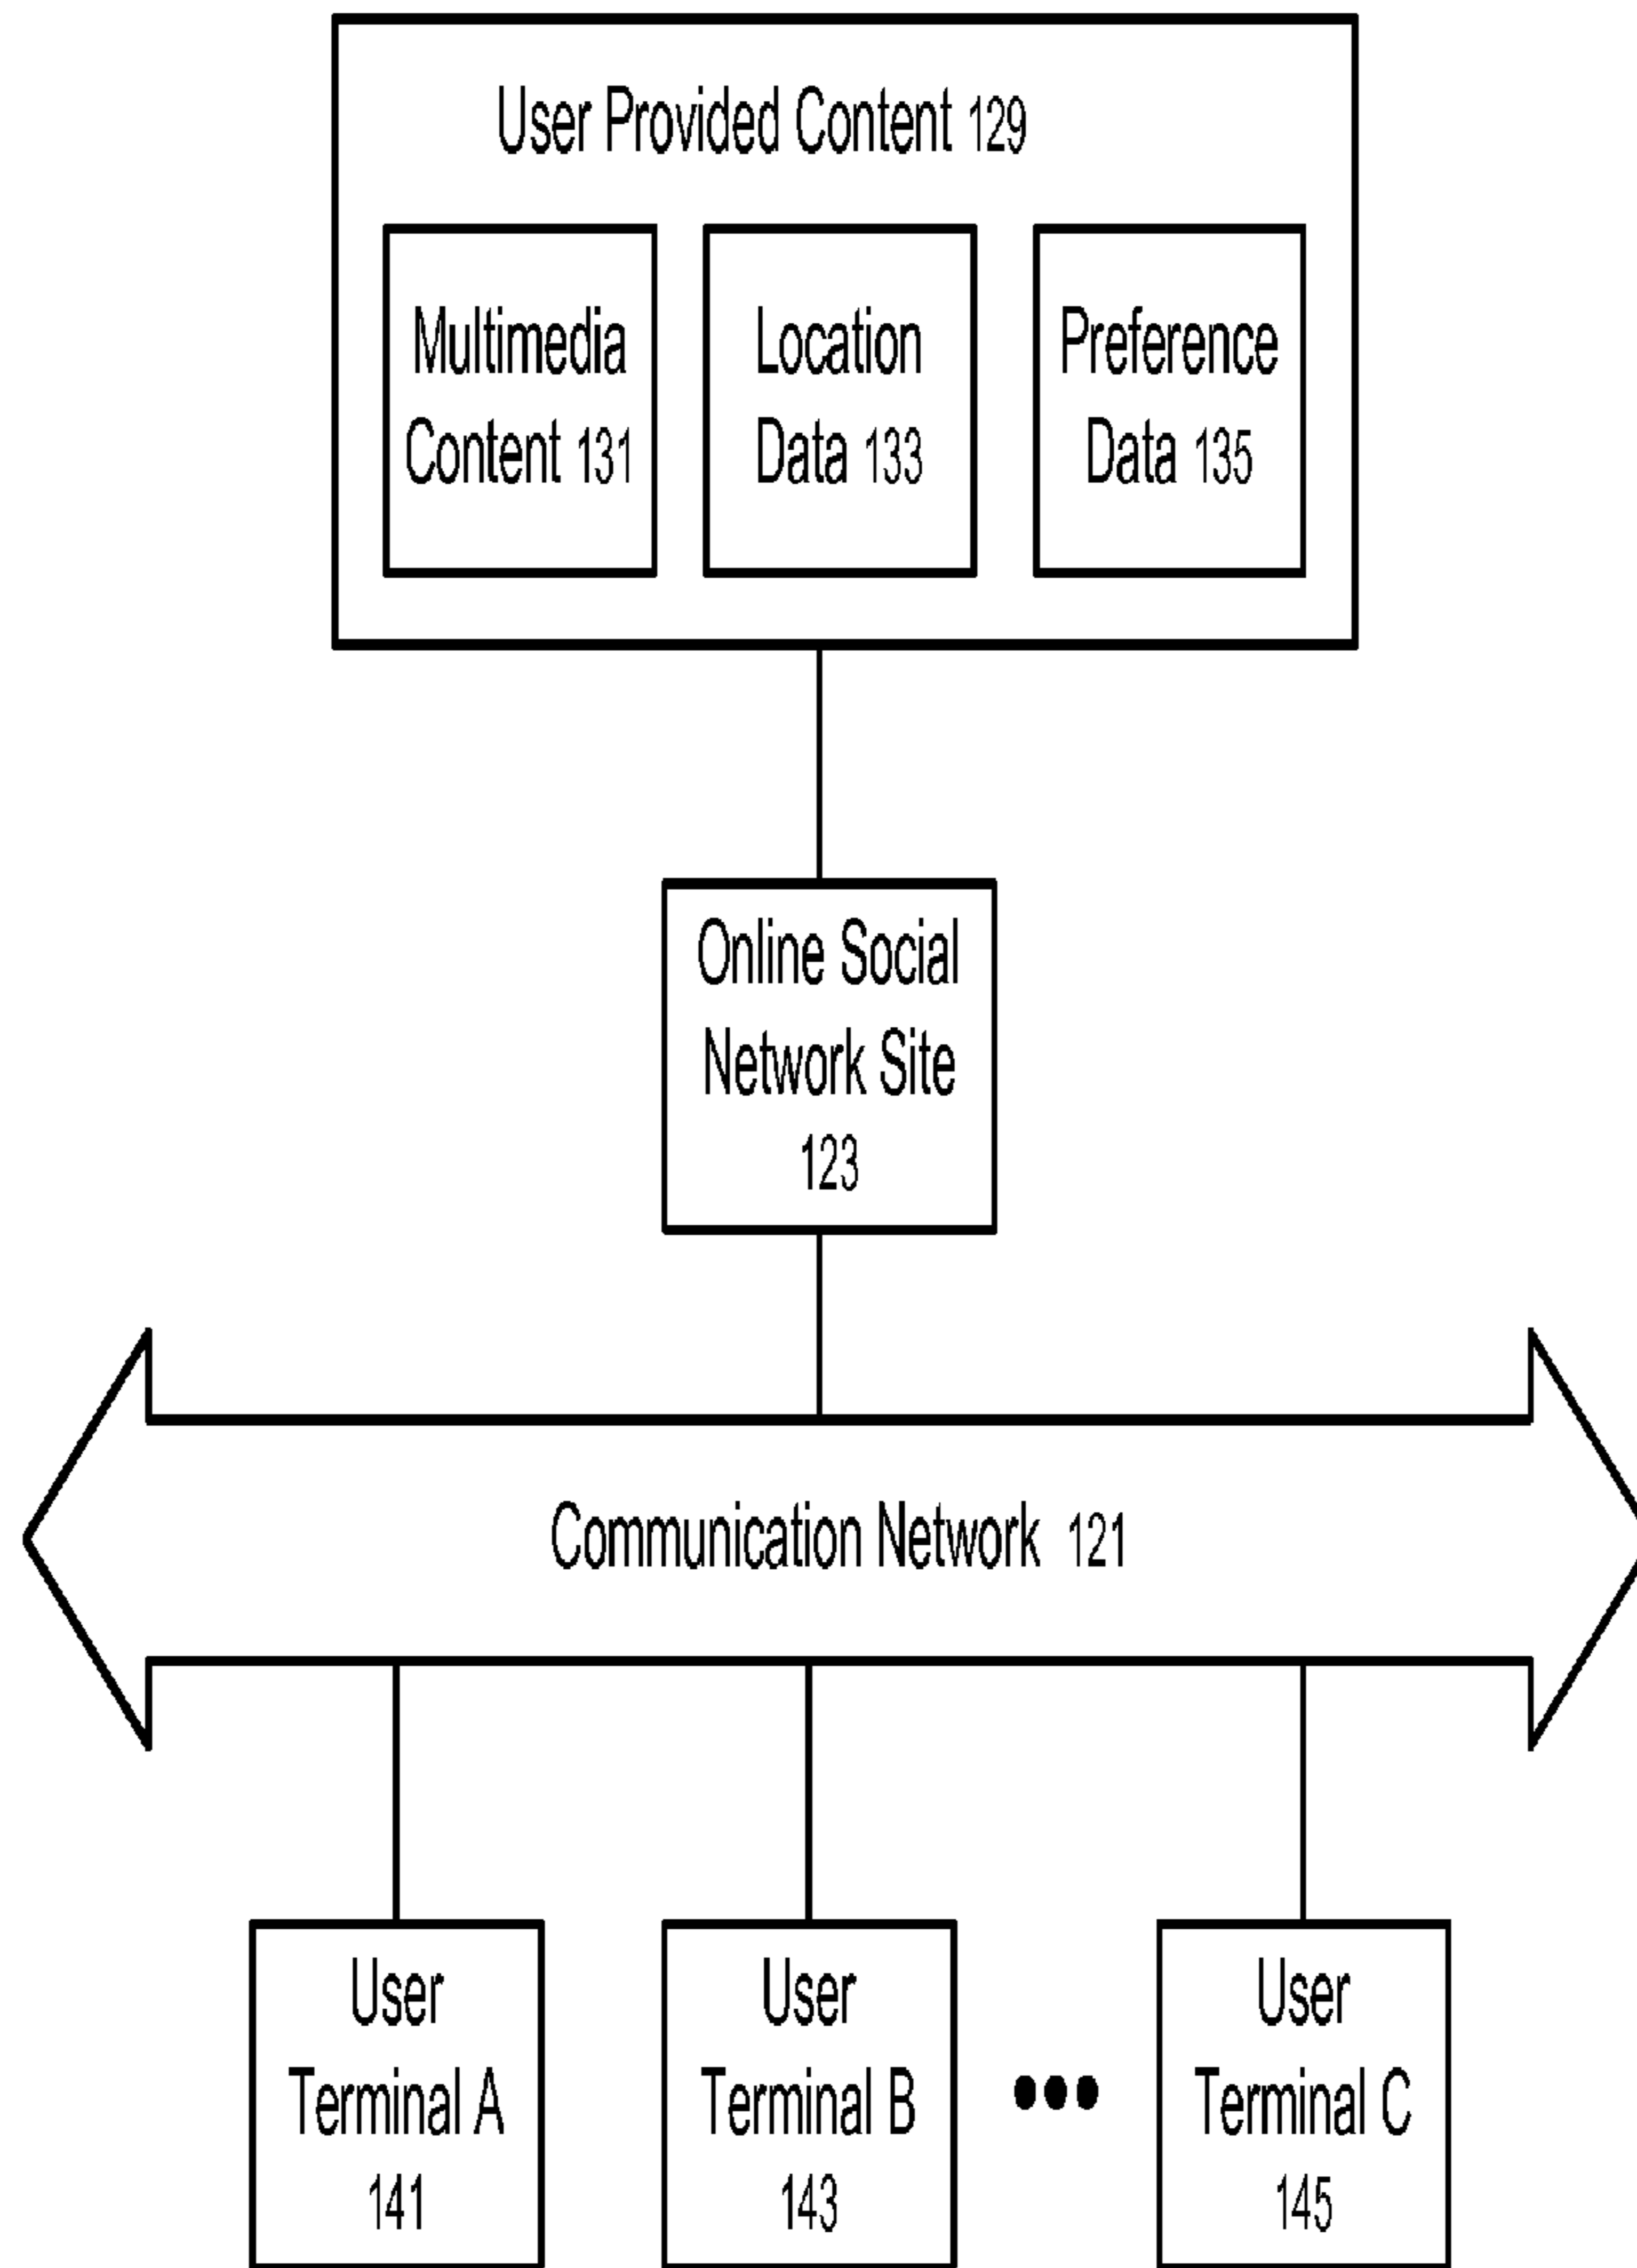 User Provided Content 129
Multimedia
Content 131
Location
Data 133
Preference
Data 135
Online Social
Network Site
123
Communication Network 121
User
Terminal A
141
User
Terminal B
143
User
Terminal C
145